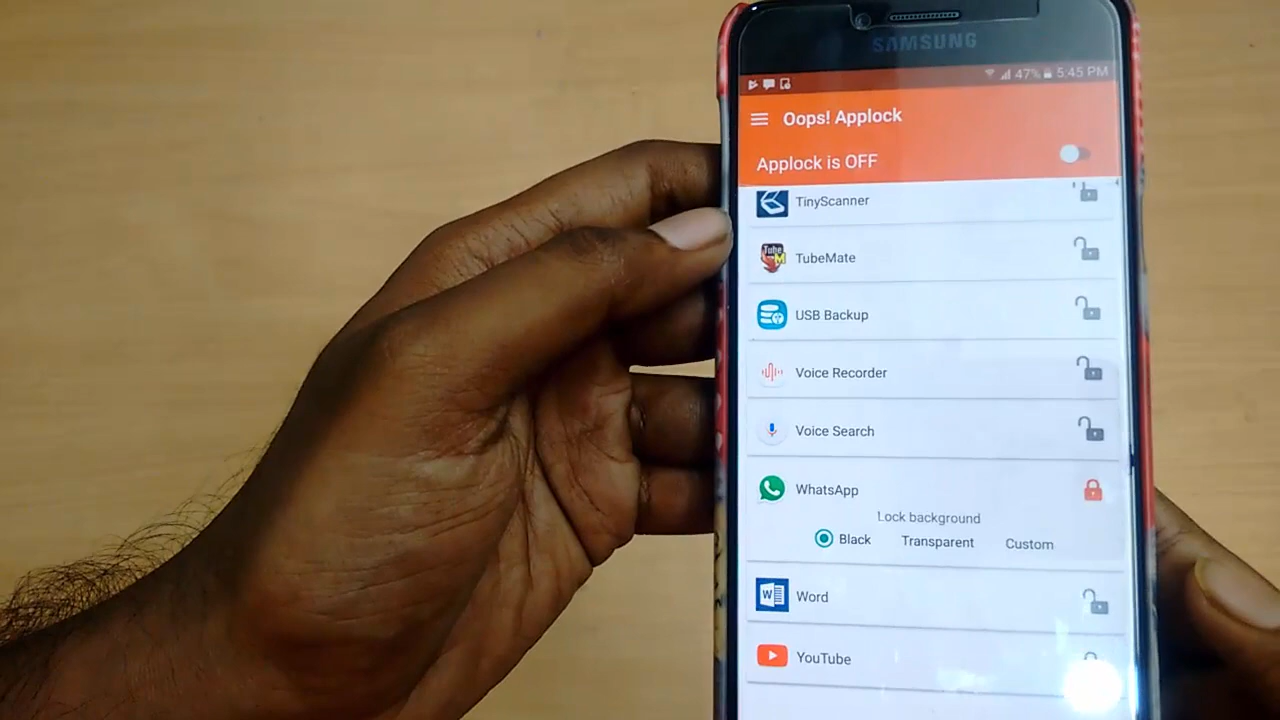 SAMSUNG
47% 5:45 PM
Oops! Applock
Applock is OFF
TinyScanner
Tube
M
TubeMate
USB Backup
Voice Recorder
Voice Search
WhatsApp
Lock background
Black Transparent Custom
W
Word
YouTube